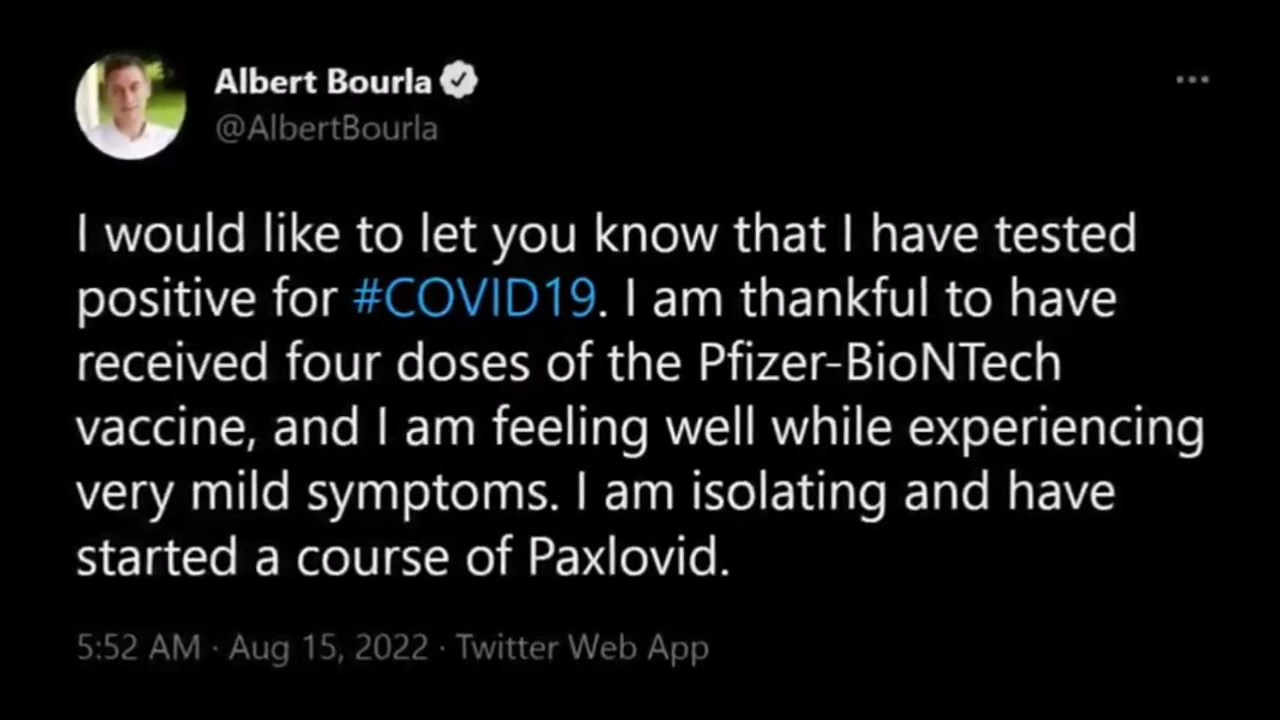 Albert Bourla
@AlbertBourla
I would like to let you know that I have tested
positive for #COVID19. I am thankful to have
received four doses of the Pfizer-BioNTech
vaccine, and I am feeling well while experiencing
very mild symptoms. I am isolating and have
started a course of Paxlovid.
5:52 AM · Aug 15, 2022 · Twitter Web App